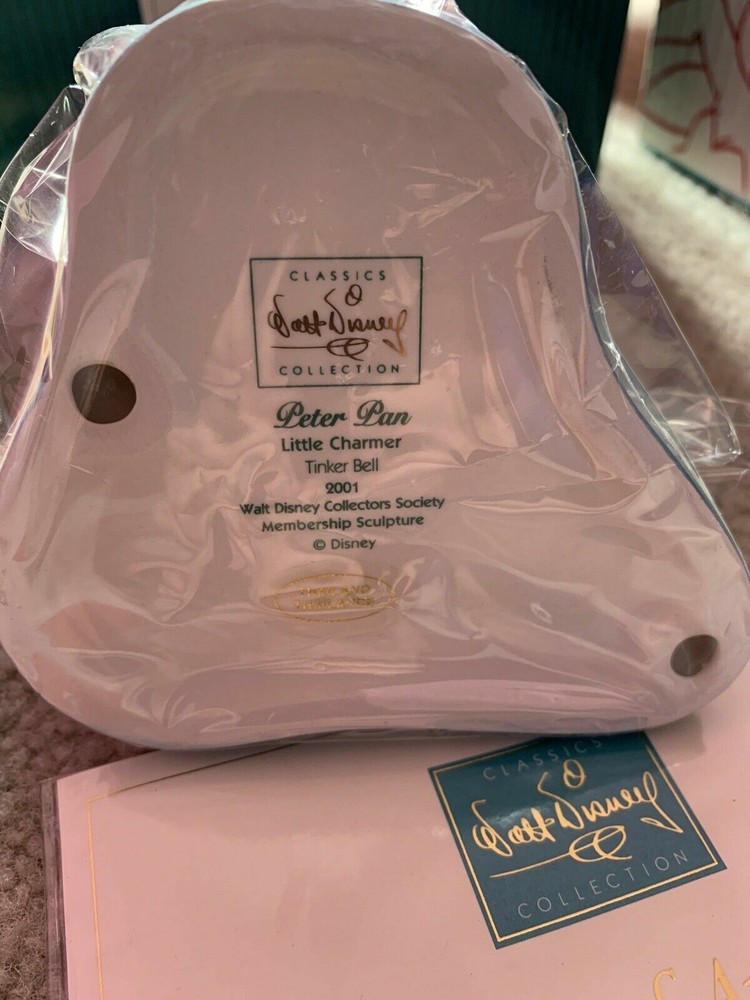 CLASSICS
Walt Disney
COLLECTION
Peter Pan
Little Charmer
Tinker Bell
2001
Walt Disney Collectors Society
Membership Sculpture
© Disney
CLASSICS
Walt Disney
COLLECTION